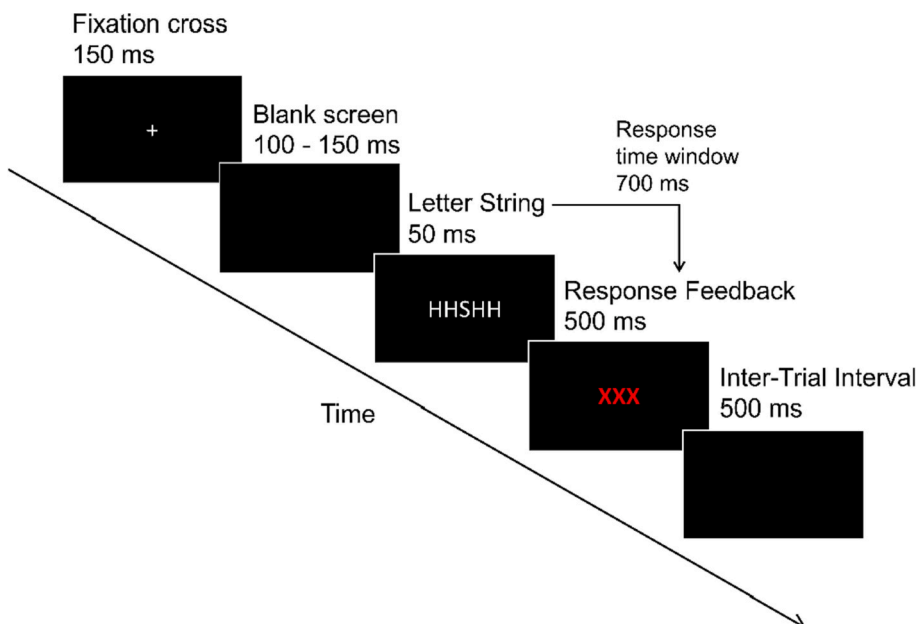 Fixation cross
150 ms
+
Blank screen
100 - 150 ms
Response
time window
700 ms
Letter String
50 ms
HHSHH
Response Feedback
500 ms
XXX
Inter-Trial Interval
500 ms
Time